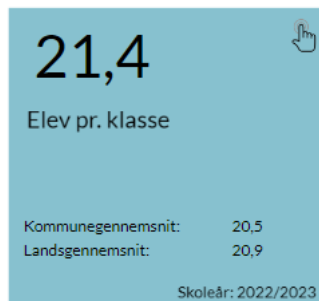 21,4
Elev pr. klasse
Kommunegennemsnit: 20,5
Landsgennemsnit: 20,9
Skoleår: 2022/2023